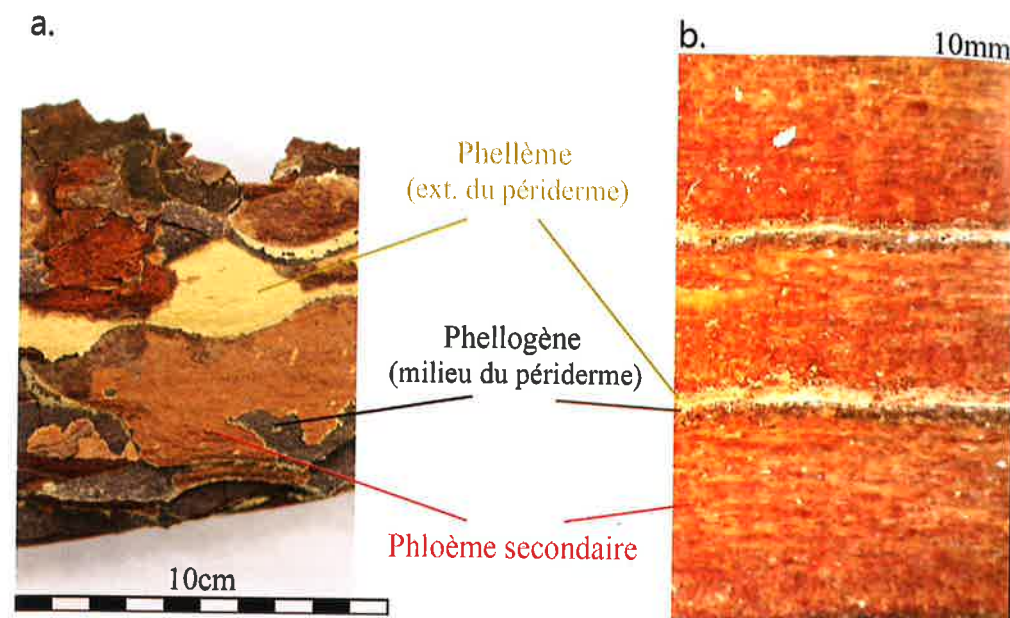 a.
b.
10mm
Phellème
(ext. du périderme)
Phellogène
(milieu du périderme)
Phloème secondaire
10cm